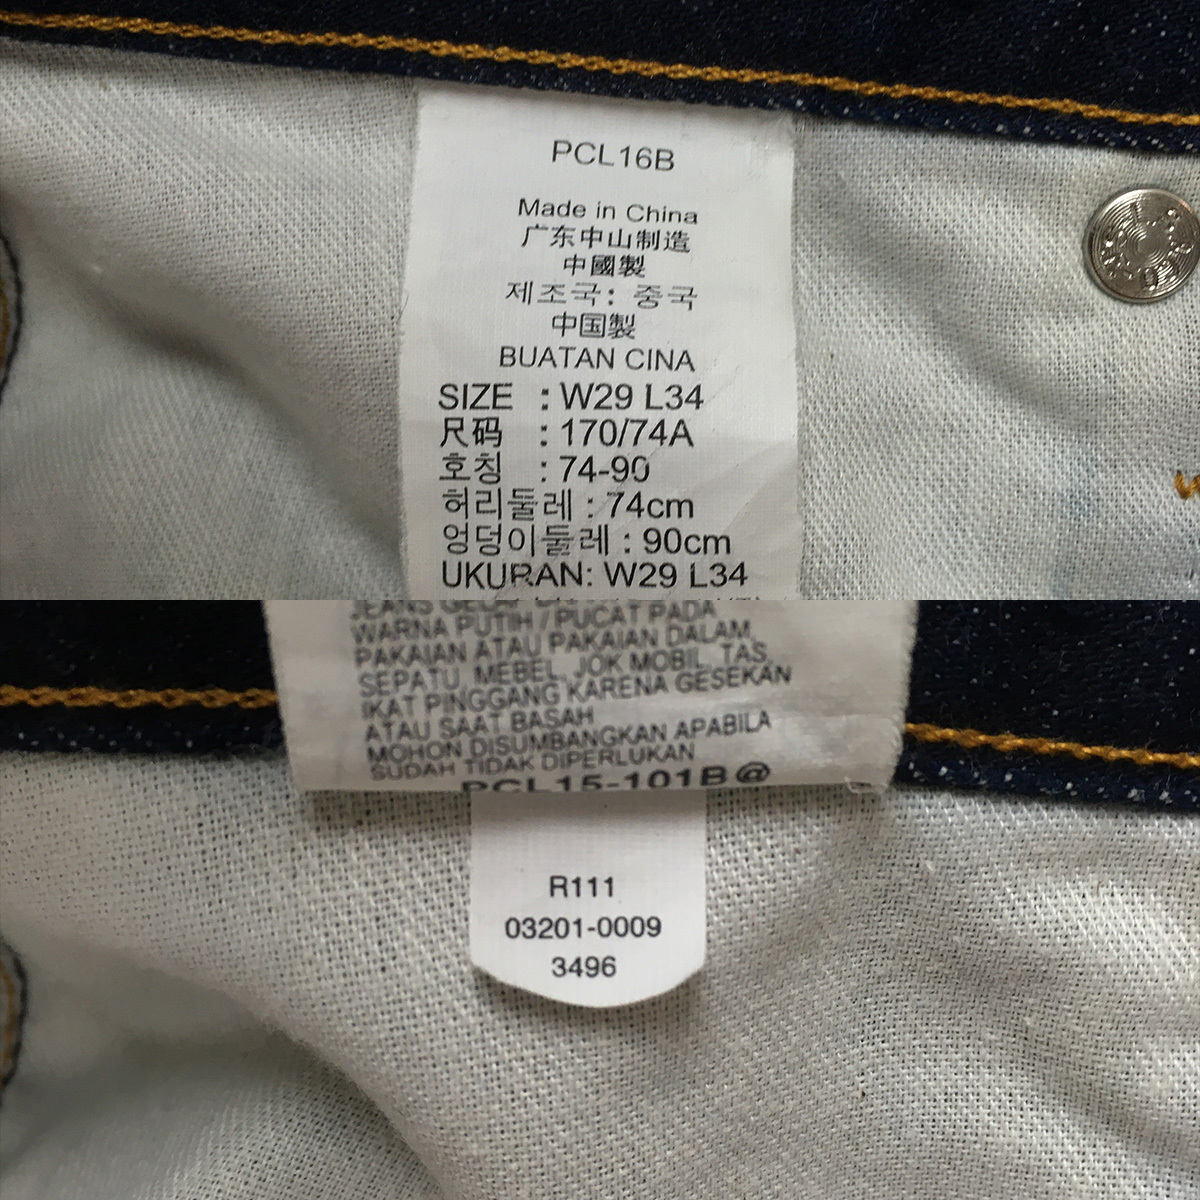 PCL16B
Made in China
广东中山制造
中國製
제조국: 중국
中国製
BUATAN CINA
SIZE : W29 L34
尺码 : 170/74A
호칭 : 74-90
허리둘레 : 74cm
엉덩이둘레 : 90cm
UKURAN: W29 L34
JEANS
WARNA PUTIH / PUCAT PADA
PAKAIAN ATAU PAKAIAN DALAM,
SEPATU, MEBEL, JOK MOBIL, TAS,
IKAT PINGGANG KARENA GESEKAN
ATAU SAAT BASAH
MOHON DISUMBANGKAN APABILA
SUDAH TIDAK DIPERLUKAN
PCL15-101B@
R111
03201-0009
3496